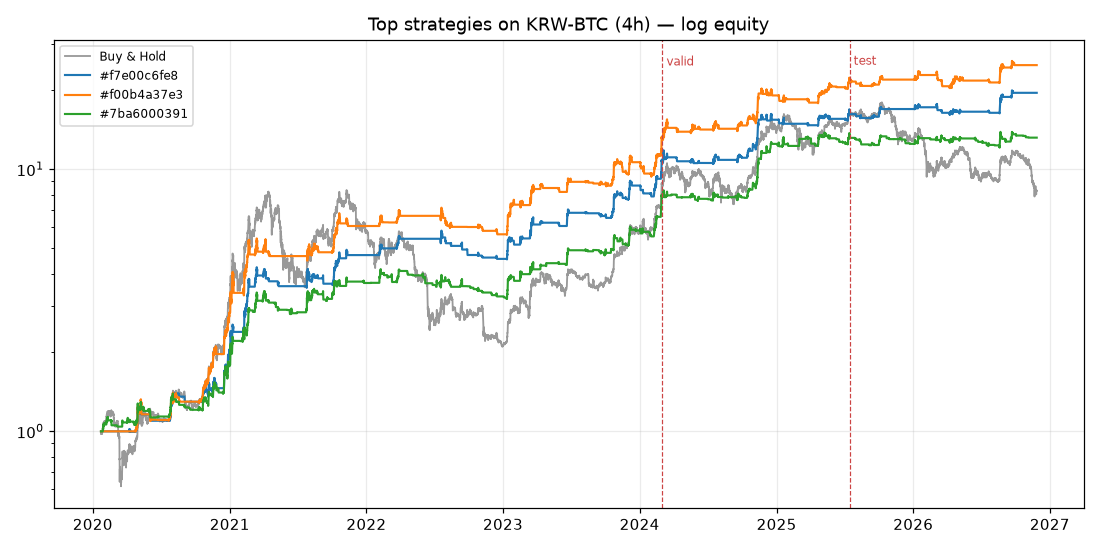 Top strategies on KRW-BTC (4h) — log equity
Buy & Hold
#f7e00c6fe8
#f00b4a37e3
#7ba6000391
valid
test
10¹
10⁰
2020
2021
2022
2023
2024
2025
2026
2027